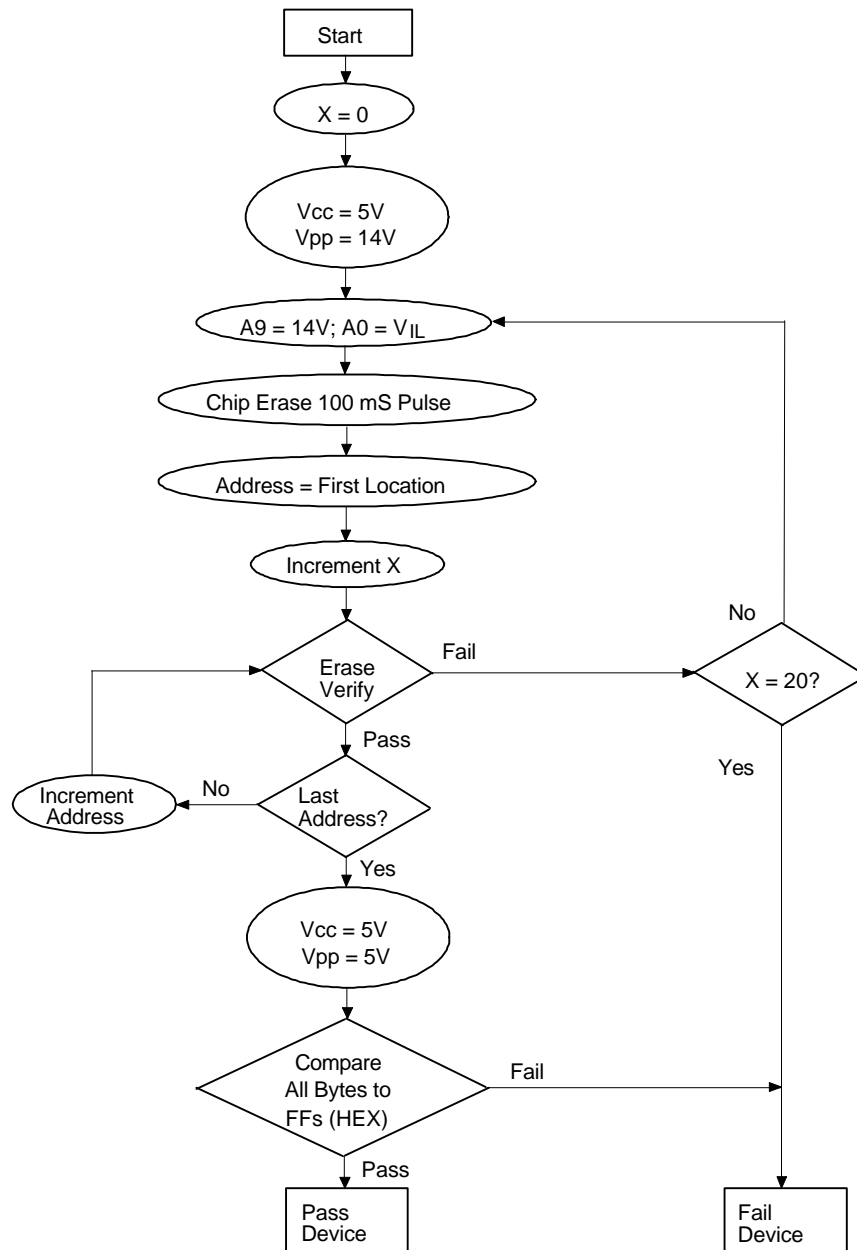 Start
X = 0
Vcc = 5V
Vpp = 14V
A9 = 14V; A0 = VIL
Chip Erase 100 mS Pulse
Address = First Location
Increment X
Erase
Verify
Fail
X = 20?
No
Yes
Pass
Last
Address?
No
Increment
Address
Yes
Vcc = 5V
Vpp = 5V
Compare
All Bytes to
FFs (HEX)
Fail
Pass
Pass
Device
Fail
Device